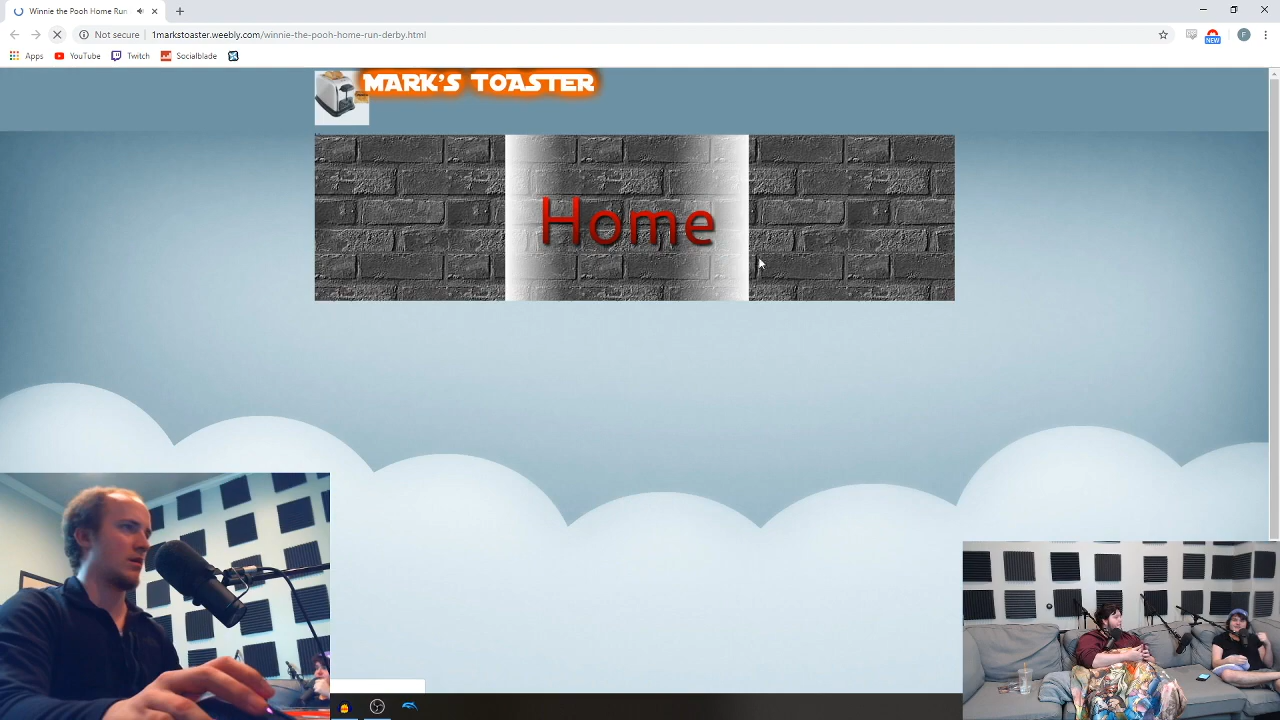 Winnie the Pooh Home Run
Not secure
1markstoaster.weebly.com/winnie-the-pooh-home-run-derby.html
NEW
F
Apps
YouTube
Twitch
Socialblade
MARK'S TOASTER
Home